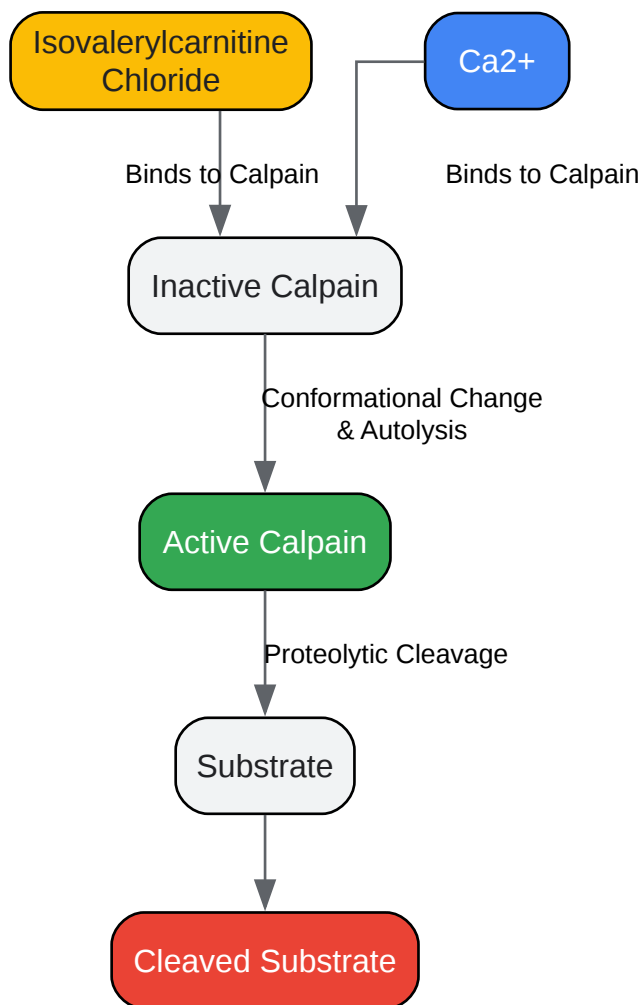 Isovalerylcarnitine
Chloride
Ca2+
Binds to Calpain
Binds to Calpain
Inactive Calpain
Conformational Change
& Autolysis
Active Calpain
Proteolytic Cleavage
Substrate
Cleaved Substrate